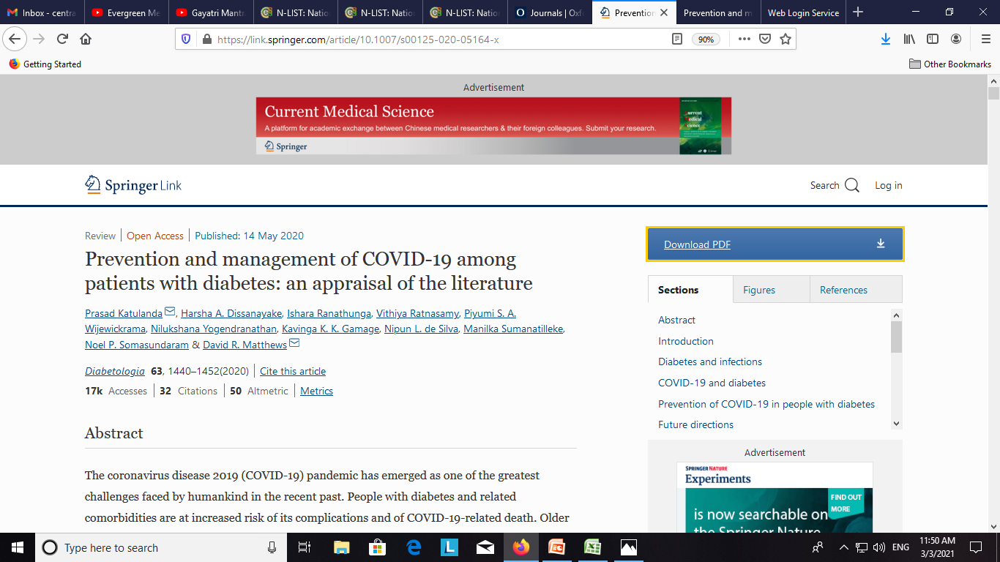 Inbox - centra
Evergreen Me
Gayatri Mantr
N-LIST: Natio
N-LIST: Natio
N-LIST: Natio
Journals | Oxf
Prevention
Prevention and m
Web Login Service
https://link.springer.com/article/10.1007/s00125-020-05164-x
90%
Getting Started
Other Bookmarks
Advertisement
Current Medical Science
A platform for academic exchange between Chinese medical researchers & their foreign colleagues. Submit your research.
Springer
Springer Link
Search
Log in
Review | Open Access | Published: 14 May 2020
Prevention and management of COVID-19 among
patients with diabetes: an appraisal of the literature
Prasad Katulanda, Harsha A. Dissanayake, Ishara Ranathunga, Vithiya Ratnasamy, Piyumi S. A.
Wijewickrama, Nilukshana Yogendranathan, Kavinga K. K. Gamage, Nipun L. de Silva, Manilka Sumanatilleke,
Noel P. Somasundaram & David R. Matthews
Diabetologia 63, 1440–1452(2020) | Cite this article
17k Accesses | 32 Citations | 50 Altmetric | Metrics
Abstract
The coronavirus disease 2019 (COVID-19) pandemic has emerged as one of the greatest
challenges faced by humankind in the recent past. People with diabetes and related
comorbidities are at increased risk of its complications and of COVID-19-related death. Older
Download PDF
Sections
Figures
References
Abstract
Introduction
Diabetes and infections
COVID-19 and diabetes
Prevention of COVID-19 in people with diabetes
Future directions
Advertisement
SPRINGER NATURE
Experiments
is now searchable on
the Springer Nature
FIND OUT
MORE
Type here to search
ENG
11:50 AM
3/3/2021